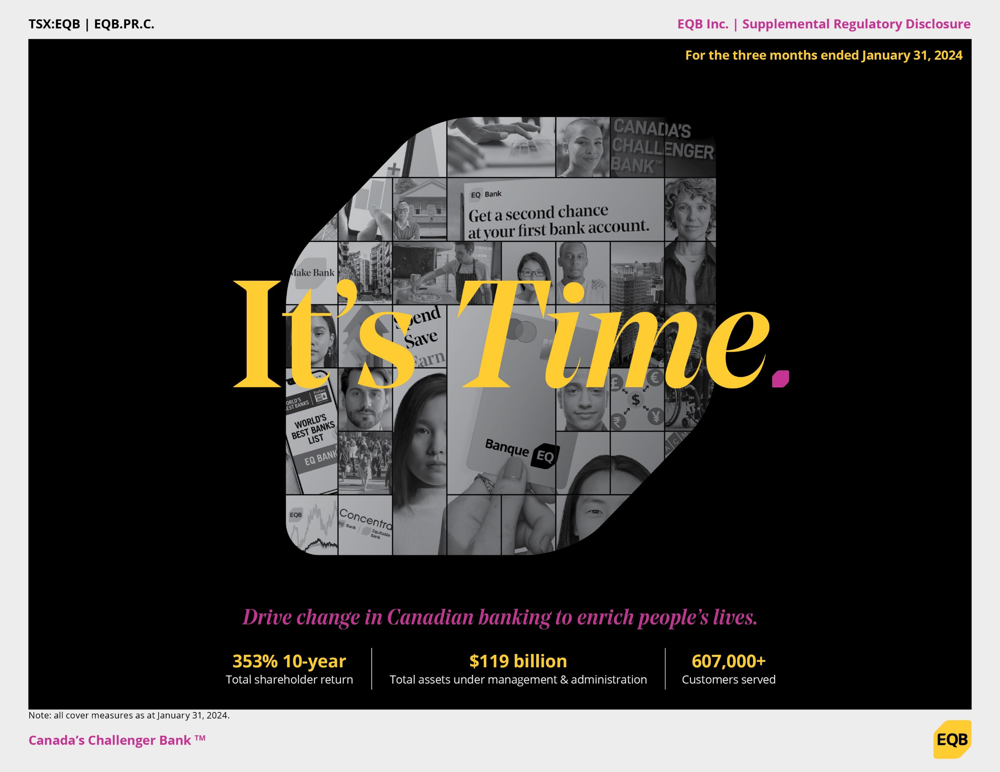 TSX:EQB | EQB.PR.C.
EQB Inc. | Supplemental Regulatory Disclosure
For the three months ended January 31, 2024
CANADA'S
CHALLENGER
BANK™
EQ Bank
Get a second chance
at your first bank account.
Make Bank
It's Time.
Spend
Save
Earn
Forbes
WORLD'S
BEST BANKS
WORLD'S
BEST BANKS
LIST
EQ BANK
£ €
$
₹ ¥
Banque EQ
EQB
Concentra
EQ Bank | Equitable
Bank
Drive change in Canadian banking to enrich people's lives.
353% 10-year
Total shareholder return
$119 billion
Total assets under management & administration
607,000+
Customers served
Note: all cover measures as at January 31, 2024.
Canada's Challenger Bank ™
EQB